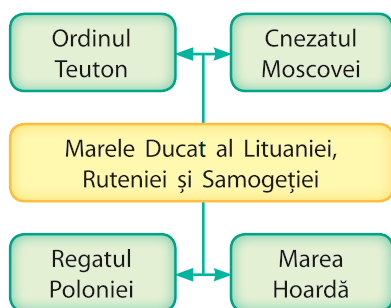 Ordinul
Teuton
Cnezatul
Moscovei
Marele Ducat al Lituaniei,
Ruteniei și Samogeției
Regatul
Poloniei
Marea
Hoardă